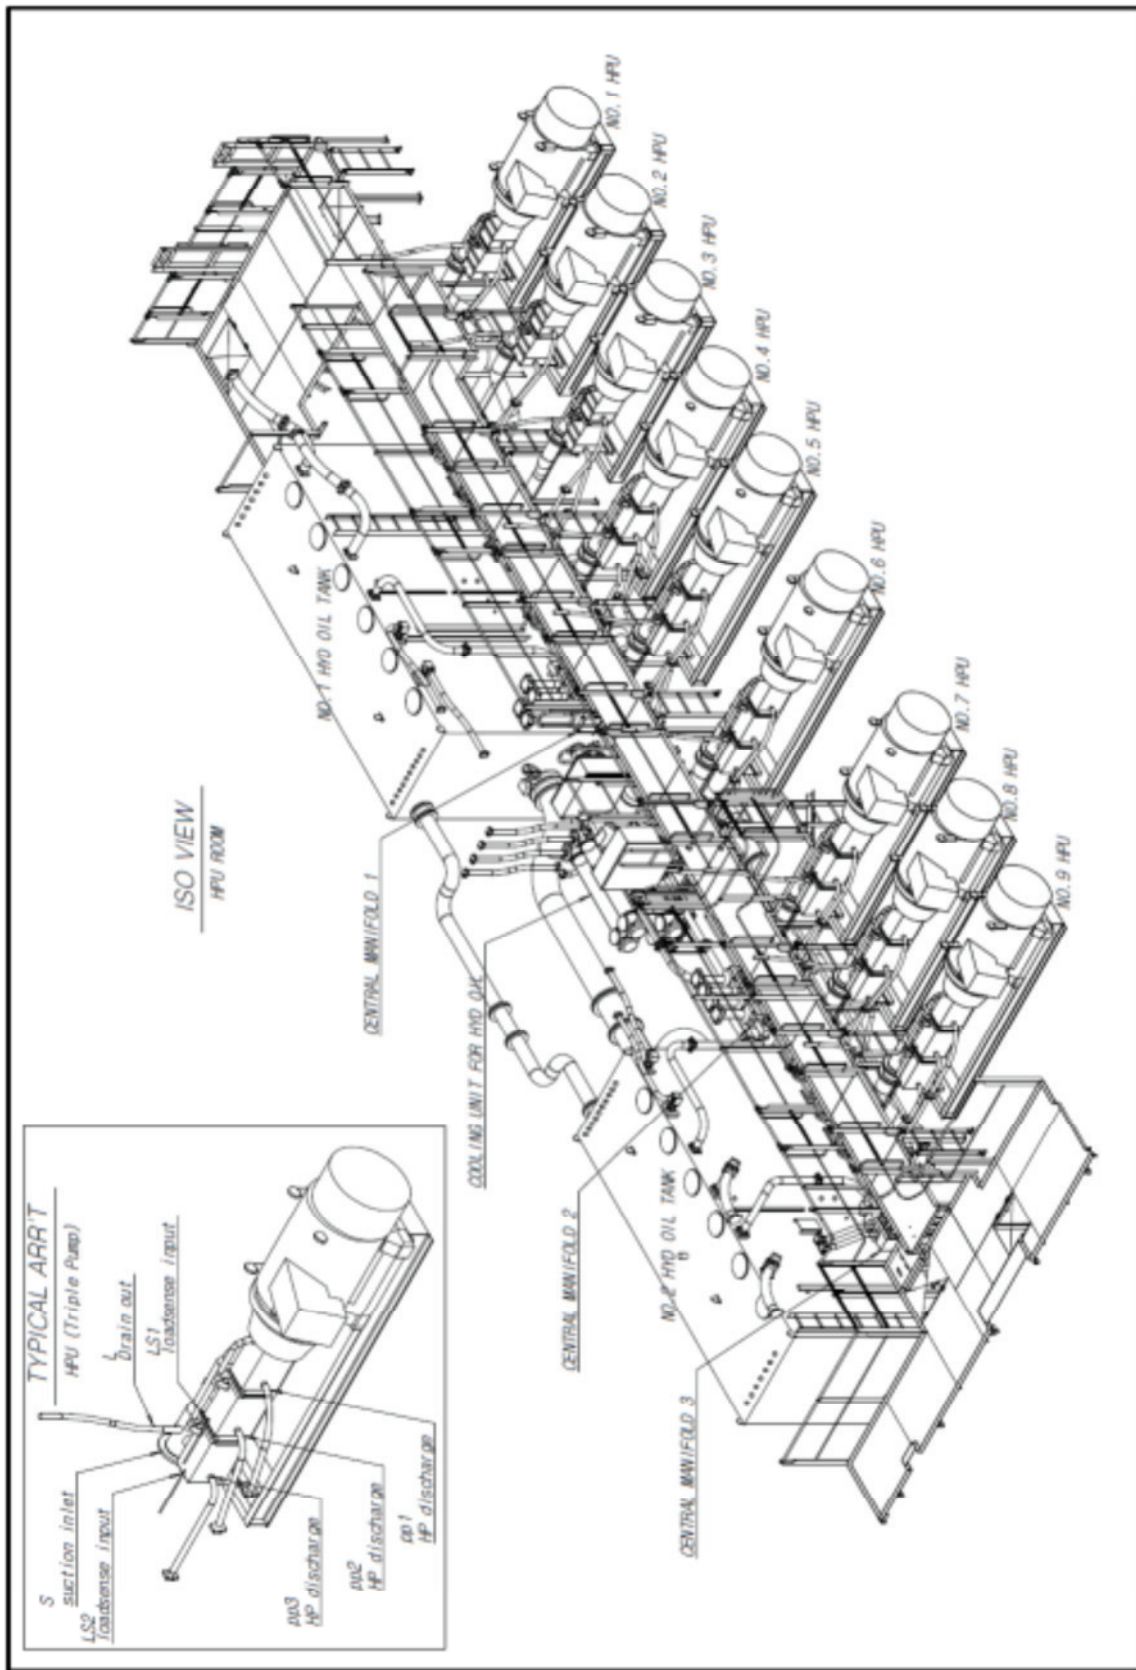 TYPICAL ARR'T
HPU (Triple Pump)
S
suction inlet
LS2
loadsense input
L
Drain out
LS1
loadsense input
pp3
HP discharge
pp2
HP discharge
pp1
HP discharge
ISO VIEW
HPU ROOM
CENTRAL MANIFOLD 1
COOLING UNIT FOR HYD OIL
CENTRAL MANIFOLD 2
CENTRAL MANIFOLD 3
NO.1 HYD OIL TANK
NO.2 HYD OIL TANK
NO.1 HPU
NO.2 HPU
NO.3 HPU
NO.4 HPU
NO.5 HPU
NO.6 HPU
NO.7 HPU
NO.8 HPU
NO.9 HPU